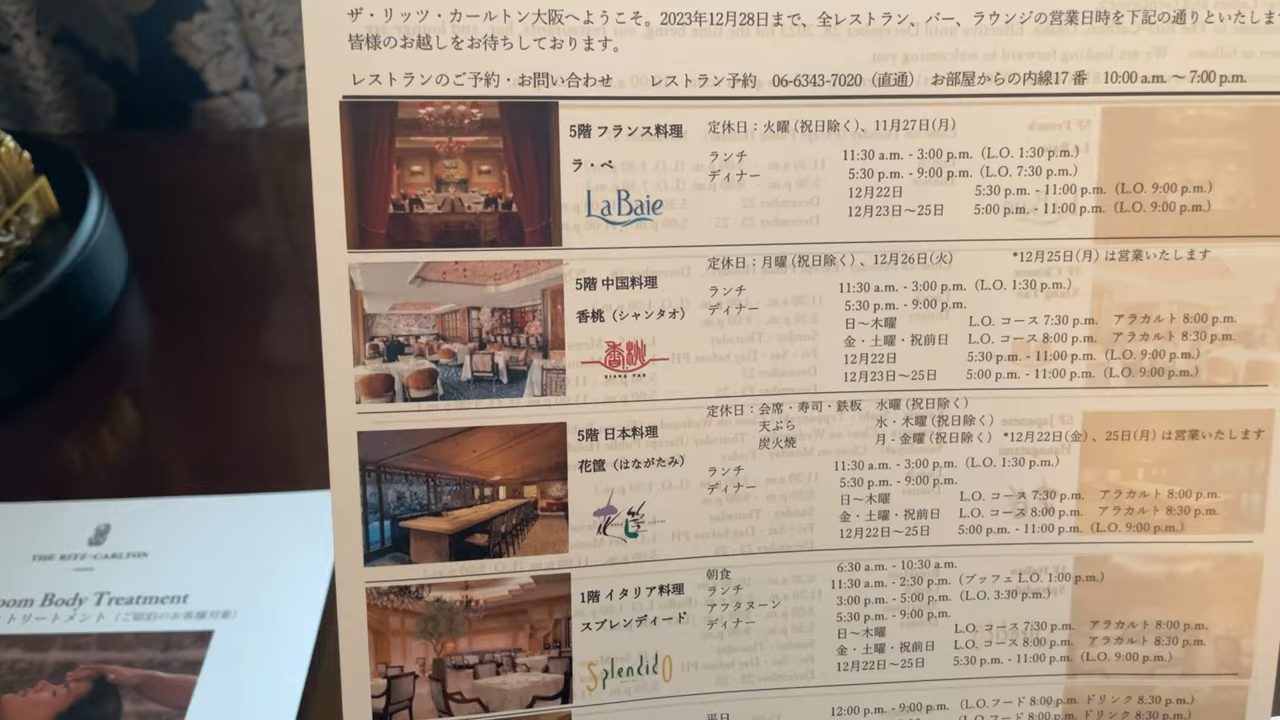 ザ・リッツ・カールトン大阪へようこそ。2023年12月28日まで、全レストラン、バー、ラウンジの営業日時を下記の通りといたしま
皆様のお越しをお待ちしております。
レストランのご予約・お問い合わせ レストラン予約 06-6343-7020（直通） お部屋からの内線17番 10:00 a.m. ～ 7:00 p.m.
5階 フランス料理 定休日：火曜（祝日除く）、11月27日(月)
ラ・ベ ランチ 11:30 a.m. - 3:00 p.m.（L.O. 1:30 p.m.）
ディナー 5:30 p.m. - 9:00 p.m.（L.O. 7:30 p.m.）
12月22日 5:30 p.m. - 11:00 p.m.（L.O. 9:00 p.m.）
12月23日～25日 5:00 p.m. - 11:00 p.m.（L.O. 9:00 p.m.）
La Baie
定休日：月曜（祝日除く）、12月26日(火) *12月25日(月) は営業いたします
5階 中国料理
ランチ 11:30 a.m. - 3:00 p.m.（L.O. 1:30 p.m.）
香桃（シャンタオ） ディナー 5:30 p.m. - 9:00 p.m.
日～木曜 L.O. コース 7:30 p.m. アラカルト 8:00 p.m.
金・土曜・祝前日 L.O. コース 8:00 p.m. アラカルト 8:30 p.m.
12月22日 5:30 p.m. - 11:00 p.m.（L.O. 9:00 p.m.）
12月23日～25日 5:00 p.m. - 11:00 p.m.（L.O. 9:00 p.m.）
香桃
XIANG TAO
定休日：会席・寿司・鉄板 水曜（祝日除く）
天ぷら 水・木曜（祝日除く）
炭火焼 月 - 金曜（祝日除く） *12月22日(金)、25日(月) は営業いたします
5階 日本料理
花筐（はながたみ） ランチ 11:30 a.m. - 3:00 p.m.（L.O. 1:30 p.m.）
ディナー 5:30 p.m. - 9:00 p.m.
日～木曜 L.O. コース 7:30 p.m. アラカルト 8:00 p.m.
金・土曜・祝前日 L.O. コース 8:00 p.m. アラカルト 8:30 p.m.
12月22日～25日 5:00 p.m. - 11:00 p.m.（L.O. 9:00 p.m.）
花筐
朝食 6:30 a.m. - 10:30 a.m.
1階 イタリア料理 ランチ 11:30 a.m. - 2:30 p.m.（ブッフェ L.O. 1:00 p.m.）
スプレンディード アフタヌーン 3:00 p.m. - 5:00 p.m.（L.O. 3:30 p.m.）
ディナー 5:30 p.m. - 9:00 p.m.
日～木曜 L.O. コース 7:30 p.m. アラカルト 8:00 p.m.
金・土曜・祝前日 L.O. コース 8:00 p.m. アラカルト 8:30 p.m.
12月22日～25日 5:30 p.m. - 11:00 p.m.（L.O. 9:00 p.m.）
SplendidO
平日 12:00 p.m. - 9:00 p.m.（L.O. フード 8:00 p.m. ドリンク 8:30 p.m.）
THE RITZ-CARLTON
oom Body Treatment
トリートメント（ご宿泊のお客様対象）